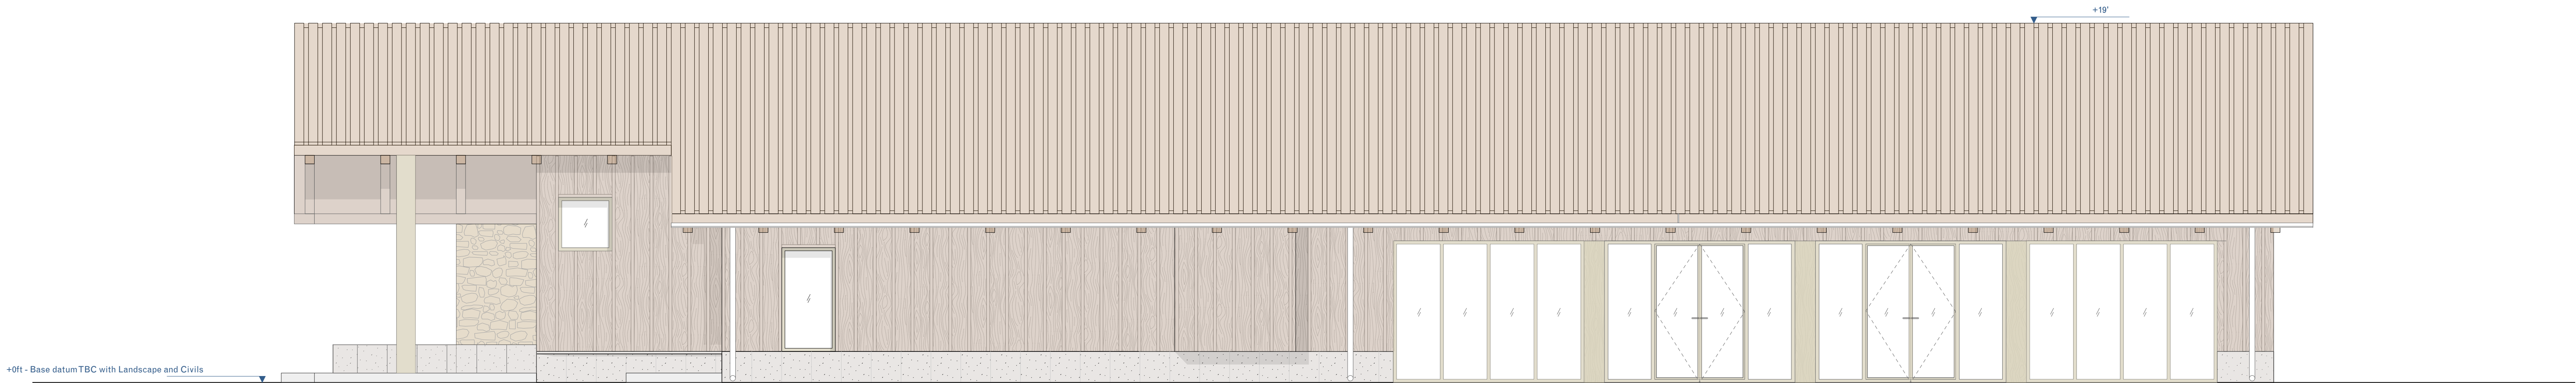 +19'
+0ft - Base datum TBC with Landscape and Civils